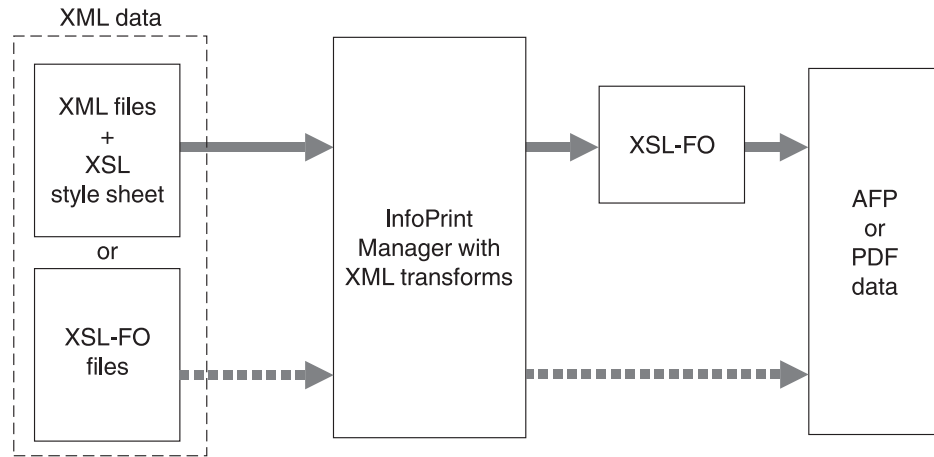 XML data
XML files
+
XSL
style sheet
or
XSL-FO
files
InfoPrint
Manager with
XML transforms
XSL-FO
AFP
or
PDF
data